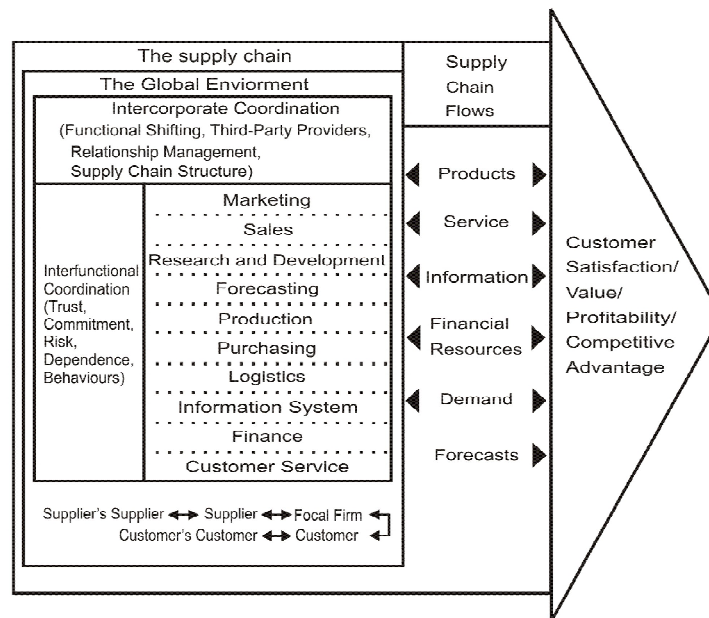 The supply chain
The Global Enviorment
Intercorporate Coordination
(Functional Shifting, Third-Party Providers,
Relationship Management,
Supply Chain Structure)
Interfunctional
Coordination
(Trust,
Commitment,
Risk,
Dependence,
Behaviours)
Marketing
Sales
Research and Development
Forecasting
Production
Purchasing
Logistics
Information System
Finance
Customer Service
Supplier's Supplier
Supplier
Focal Firm
Customer's Customer
Customer
Supply
Chain
Flows
Products
Service
Information
Financial
Resources
Demand
Forecasts
Customer
Satisfaction/
Value/
Profitability/
Competitive
Advantage